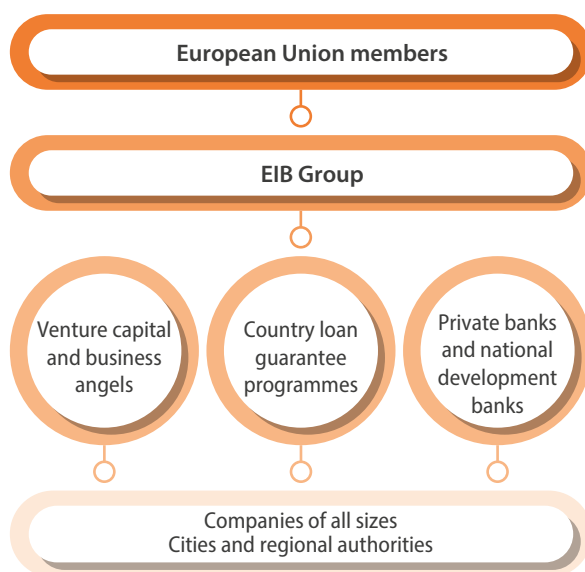 European Union members
EIB Group
Venture capital
and business
angels
Country loan
guarantee
programmes
Private banks
and national
development
banks
Companies of all sizes
Cities and regional authorities